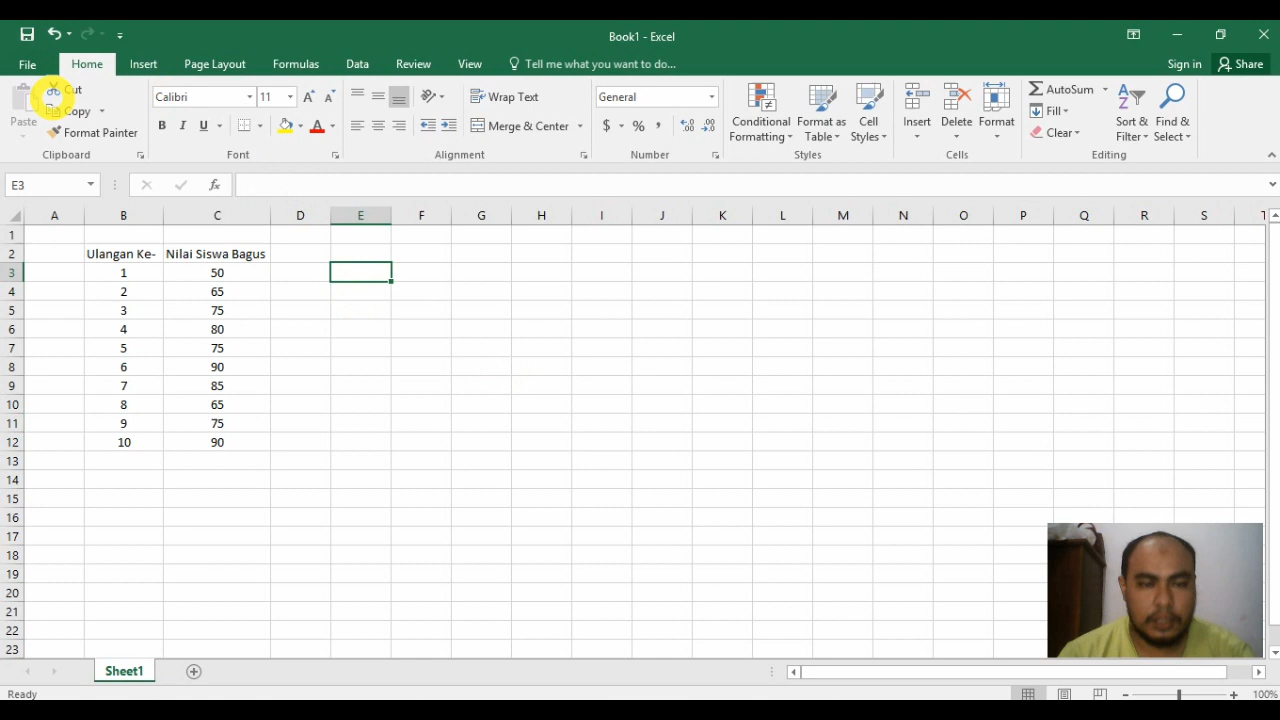 Book1 - Excel
File Home Insert Page Layout Formulas Data Review View Tell me what you want to do... Sign in Share
Paste Cut Copy Format Painter Clipboard
Calibri 11 B I U A Font
Wrap Text Merge & Center Alignment
General $ % , Number
Conditional Formatting Format as Table Cell Styles Styles
Insert Delete Format Cells
AutoSum Fill Clear Sort & Filter Find & Select Editing
E3 fx
A B C D E F G H I J K L M N O P Q R S T
1
2 Ulangan Ke- Nilai Siswa Bagus
3 1 50
4 2 65
5 3 75
6 4 80
7 5 75
8 6 90
9 7 85
10 8 65
11 9 75
12 10 90
13
14
15
16
17
18
19
20
21
22
23
Sheet1
Ready 100%